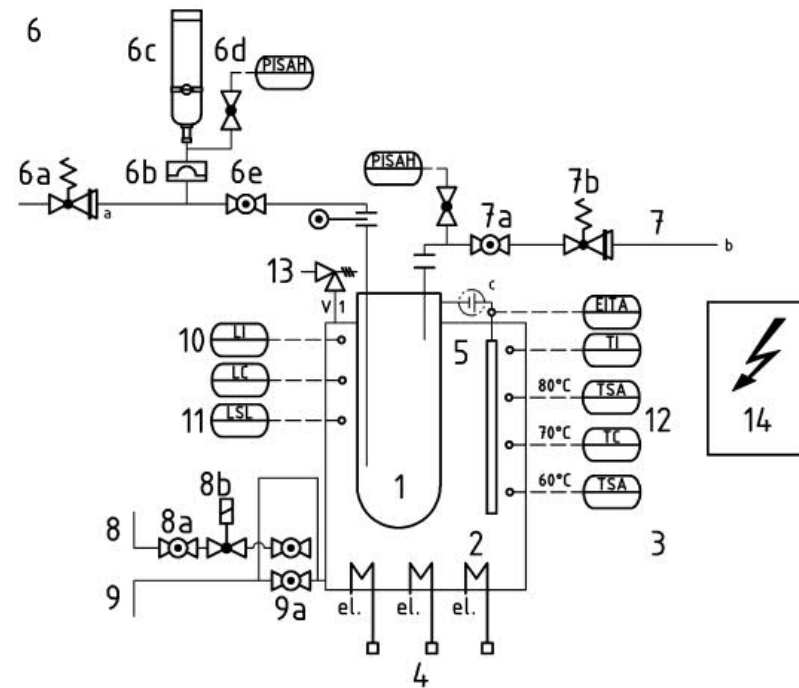 6
6c
6d
PISAH
6a
6b
6e
a
PISAH
7a
7b
7
b
13
V 1
c
EITA
10
LI
5
TI
LC
80°C
TSA
11
LSL
12
70°C
TC
14
60°C
TSA
1
8b
8
8a
2
3
9
9a
el.
el.
el.
4